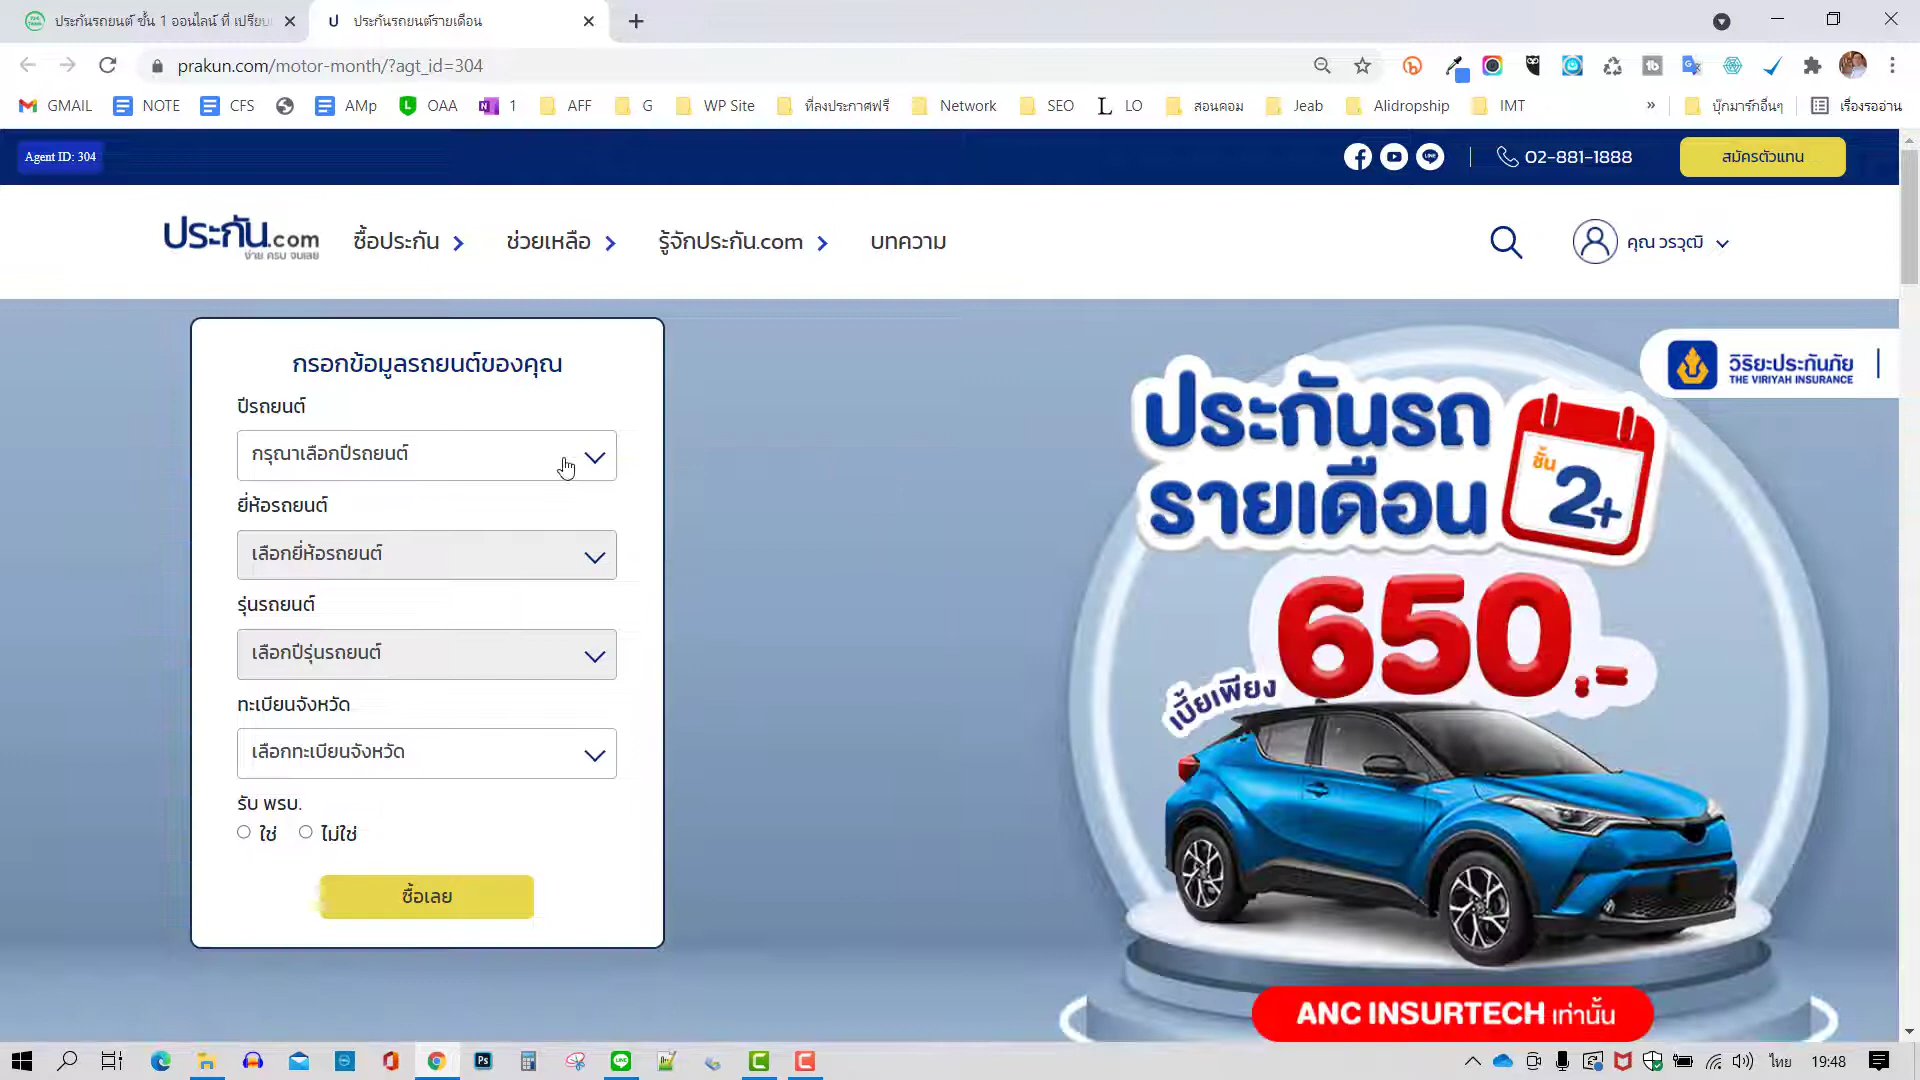 ประกันรถยนต์ ชั้น 1 ออนไลน์ ที่ เปรียบ
ประกันรถยนต์รายเดือน
prakun.com/motor-month/?agt_id=304
GMAIL NOTE CFS AMp OAA 1 AFF G WP Site ที่ลงประกาศฟรี Network SEO LO สอนคอม Jeab Alidropship IMT » บุ๊กมาร์กอื่นๆ เรื่องรออ่าน
Agent ID: 304
02-881-1888
สมัครตัวแทน
ประกัน.com
ง่าย ครบ จบเลย
ซื้อประกัน
ช่วยเหลือ
รู้จักประกัน.com
บทความ
คุณ วรวุฒิ
กรอกข้อมูลรถยนต์ของคุณ
ปีรถยนต์
กรุณาเลือกปีรถยนต์
ยี่ห้อรถยนต์
เลือกยี่ห้อรถยนต์
รุ่นรถยนต์
เลือกปีรุ่นรถยนต์
ทะเบียนจังหวัด
เลือกทะเบียนจังหวัด
รับ พรบ.
ใช่ ไม่ใช่
ซื้อเลย
วิริยะประกันภัย
THE VIRIYAH INSURANCE
ประกันรถ
รายเดือน
ชั้น
2+
เบี้ยเพียง
650.-
ANC INSURTECH เท่านั้น
ไทย
19:48